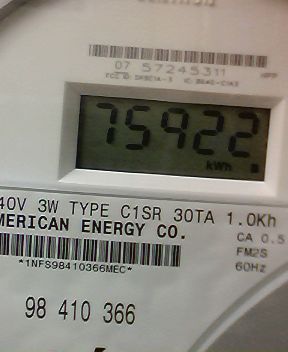 07 57245311
75922
kWh
40V 3W TYPE C1SR 30TA 1.0Kh
MERICAN ENERGY CO.
CA 0.5
FM2S
60Hz
*1NFS98410366MEC*
98 410 366